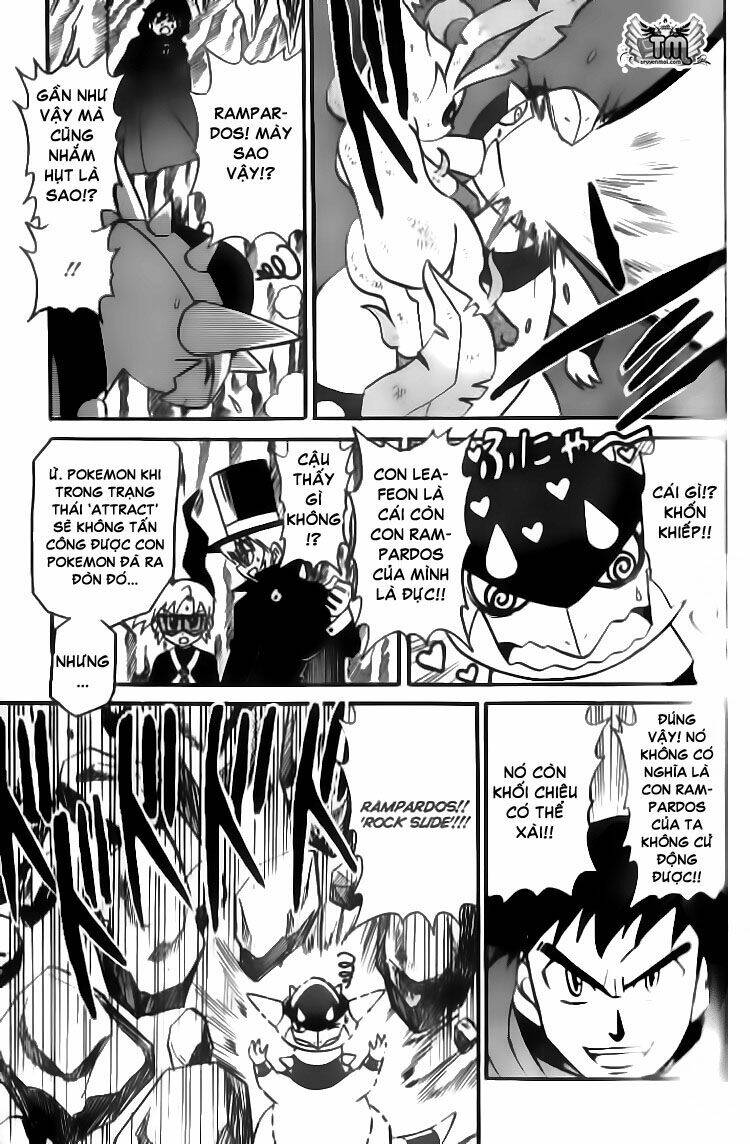 TM
RAMPAR-
DOS! MÀY
SAO
VẬY!?
GẦN NHƯ
VẬY MÀ
CŨNG
NHẮM
HỤT LÀ
SAO!?
!!
ふにゃ~
CÁI GÌ!?
KHỐN
KHIẾP!!
CON LEA-
FEON LÀ
CÁI CÒN
CON RAM-
PARDOS
CỦA MÌNH
LÀ ĐỰC!!
CẬU
THẤY
GÌ
KHÔNG
!?
Ừ. POKEMON KHI
TRONG TRẠNG
THÁI 'ATTRACT'
SẼ KHÔNG TẤN
CÔNG ĐƯỢC CON
POKEMON ĐÃ RA
ĐÒN ĐÓ...
NHƯNG
...
ĐÚNG
VẬY! NÓ
KHÔNG CÓ
NGHĨA LÀ
CON RAM-
PARDOS
CỦA TA
KHÔNG CỬ
ĐỘNG
ĐƯỢC!!
NÓ CÒN
KHỐI CHIÊU
CÓ THỂ
XÀI!!
RAMPARDOS!!
'ROCK SLIDE'!!!